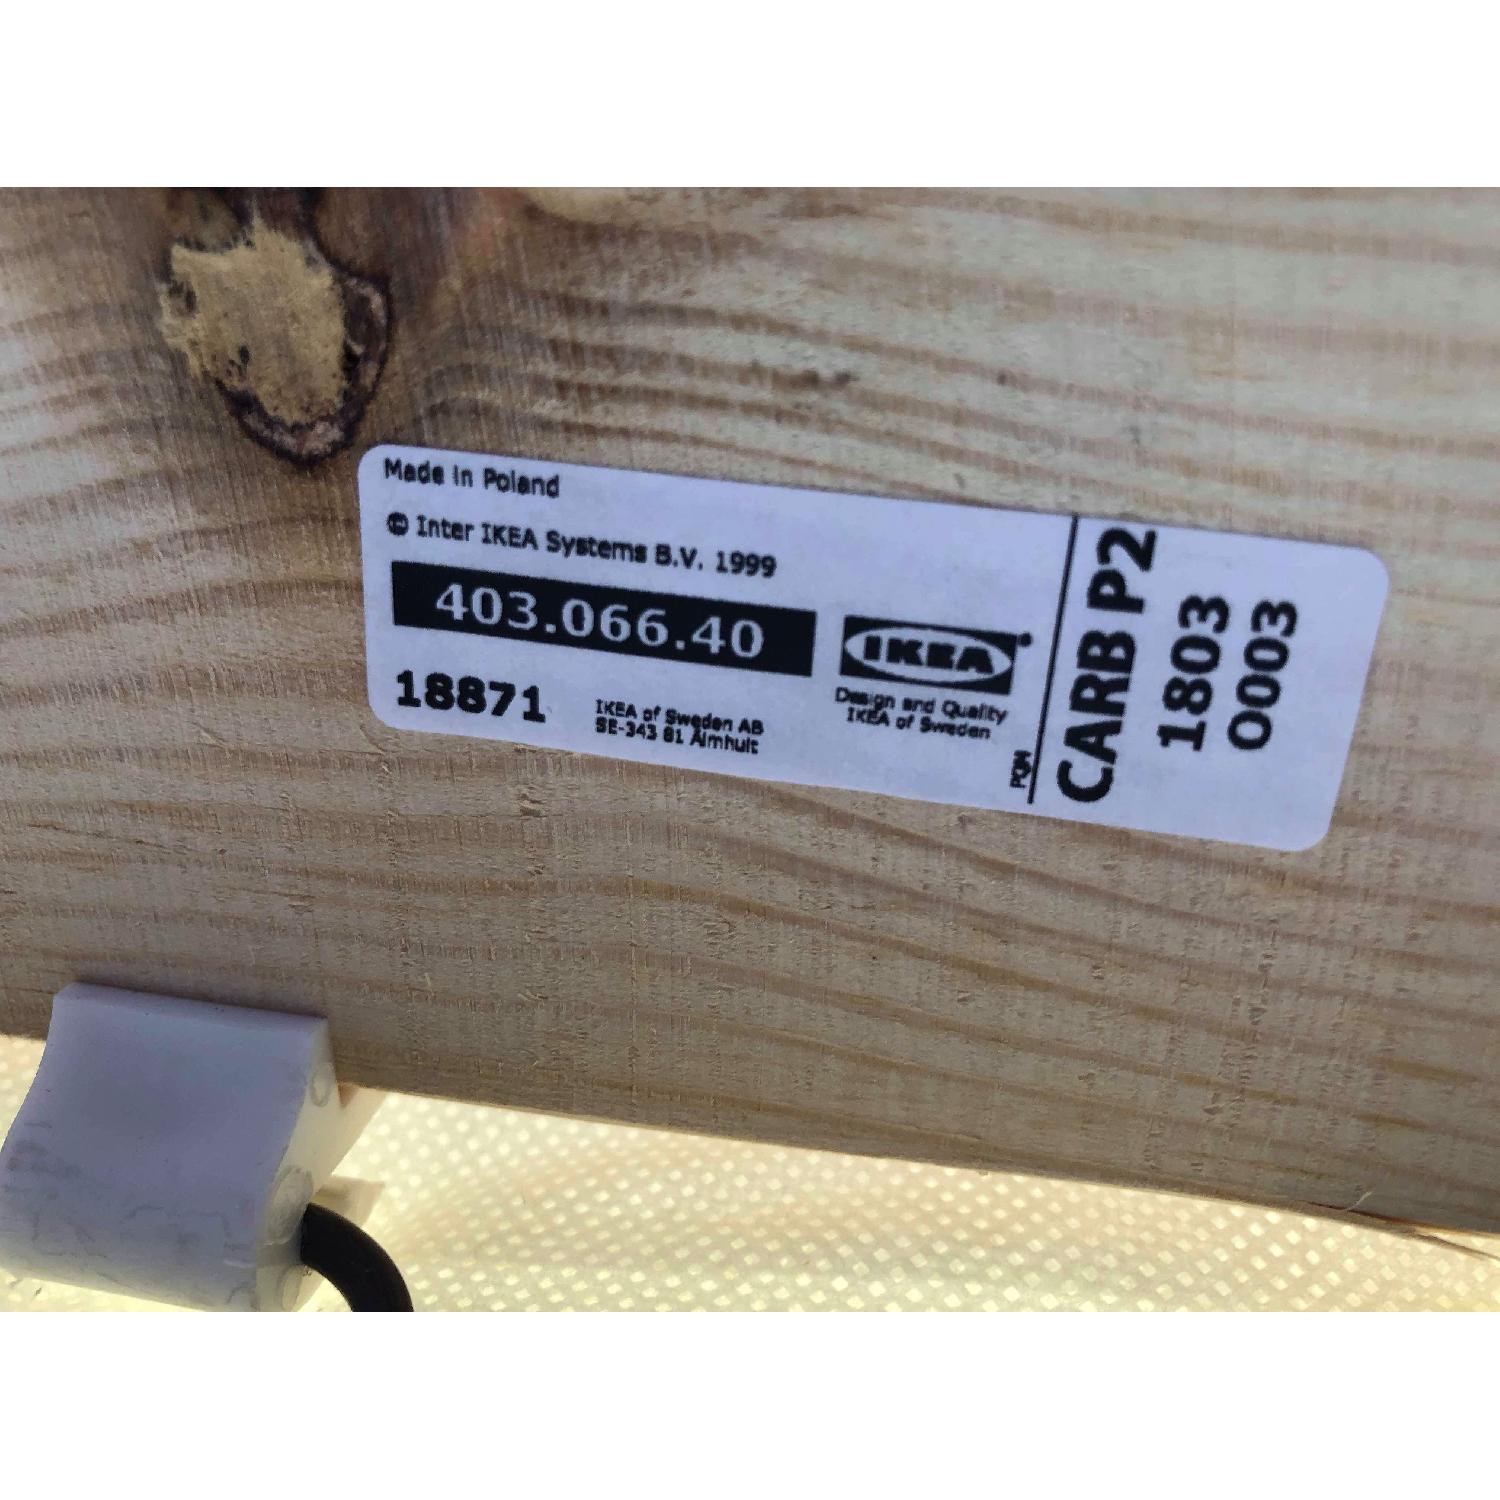 Made in Poland
© Inter IKEA Systems B.V. 1999
403.066.40
18871
IKEA of Sweden AB
SE-343 81 Älmhult
IKEA®
Design and Quality
IKEA of Sweden
PQM
CARB P2
1803
0003